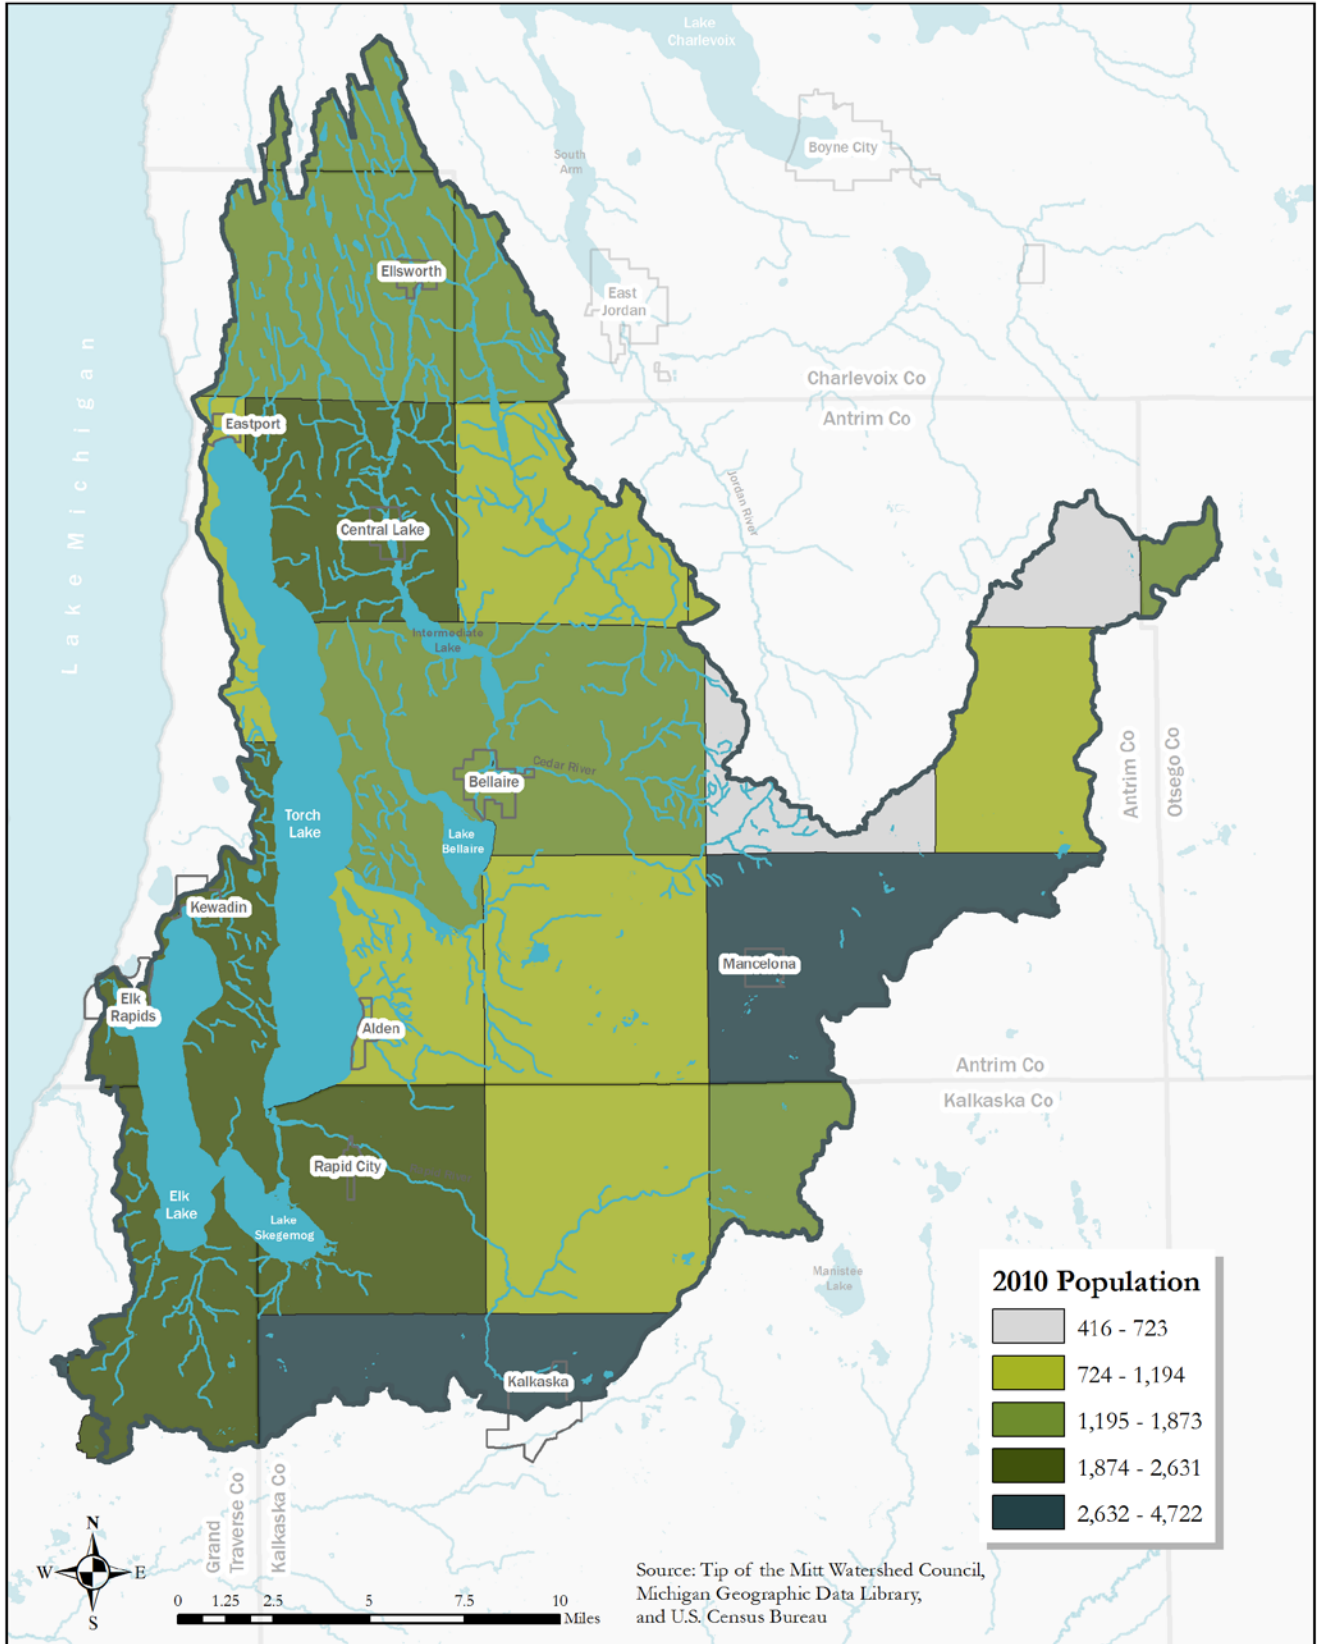 Lake
Charlevoix
Boyne City
South
Arm
Ellsworth
East
Jordan
Lake Michigan
Charlevoix Co
Antrim Co
Eastport
Jordan River
Central Lake
Intermediate
Lake
Antrim Co
Otsego Co
Cedar River
Bellaire
Torch
Lake
Lake
Bellaire
Kewadin
Mancelona
Elk
Rapids
Alden
Antrim Co
Kalkaska Co
Rapid City
Elk
Lake
Lake
Skegemog
Manistee
Lake
2010 Population
416 - 723
724 - 1,194
1,195 - 1,873
1,874 - 2,631
2,632 - 4,722
Kalkaska
Grand
Traverse Co
Kalkaska Co
N
W
E
S
0 1.25 2.5 5 7.5 10
Miles
Source: Tip of the Mitt Watershed Council,
Michigan Geographic Data Library,
and U.S. Census Bureau